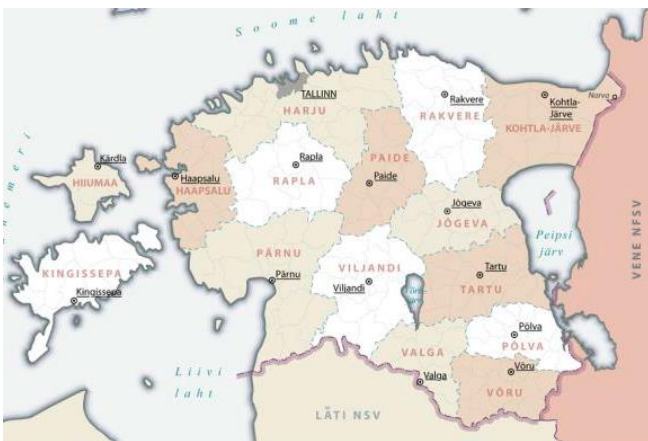 Soome laht
TALLINN
HARJU
Rakvere
RAKVERE
Kohtla-
Järve
Narva
KOHTLA-JÄRVE
Kärdla
HIIUMAA
Haapsalu
HAAPSALU
Rapla
RAPLA
PAIDE
Paide
Jõgeva
JÕGEVA
Peipsi
järv
VENE NFSV
KINGISSEPA
Kingissepa
PÄRNU
Pärnu
VILJANDI
Viljandi
Tartu
TARTU
Põlva
PÕLVA
VALGA
Valga
Võru
VÕRU
Liivi
laht
LÄTI NSV